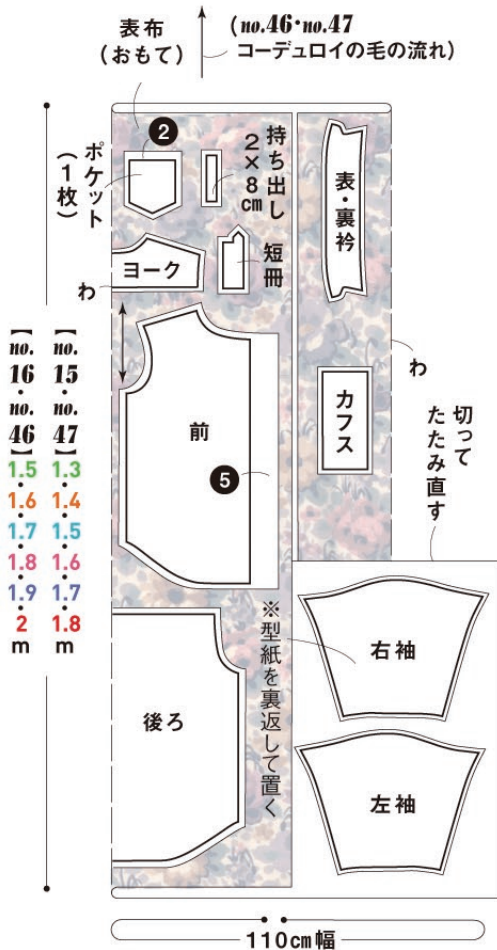 表布
(おもて)
(no.46・no.47
コーデュロイの毛の流れ)
ポケット
(1枚)
2
持ち出し
2×8cm
表・裏衿
ヨーク
わ
短冊
わ
カフス
切って
たたみ直す
前
5
【no.16・no.46】1.5・1.6・1.7・1.8・1.9・2m
【no.15・no.47】1.3・1.4・1.5・1.6・1.7・1.8m
※型紙を裏返して置く
右袖
後ろ
左袖
110cm幅